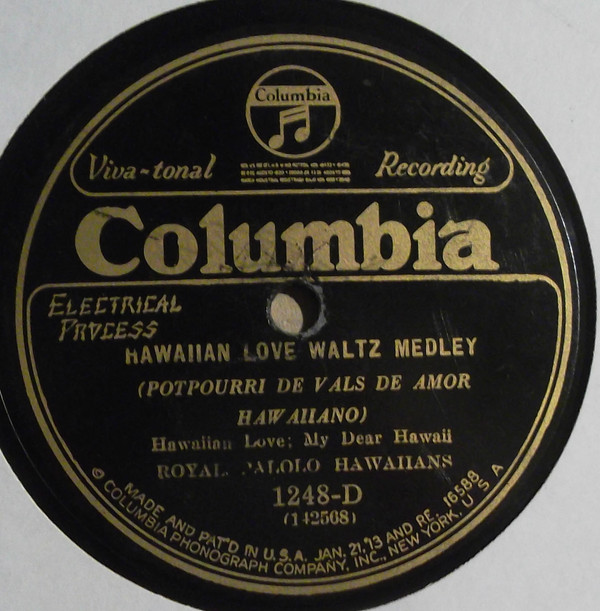 Columbia
Viva-tonal Recording
Columbia
ELECTRICAL
PROCESS
HAWAIIAN LOVE WALTZ MEDLEY
(POTPOURRI DE VALS DE AMOR
HAWAIIANO)
Hawaiian Love; My Dear Hawaii
ROYAL PALOLO HAWAIIANS
1248-D
(142568)
MADE AND PAT'D IN U.S.A. JAN. 21,'13 AND RE. 16588
© COLUMBIA PHONOGRAPH COMPANY, INC., NEW YORK, U S A